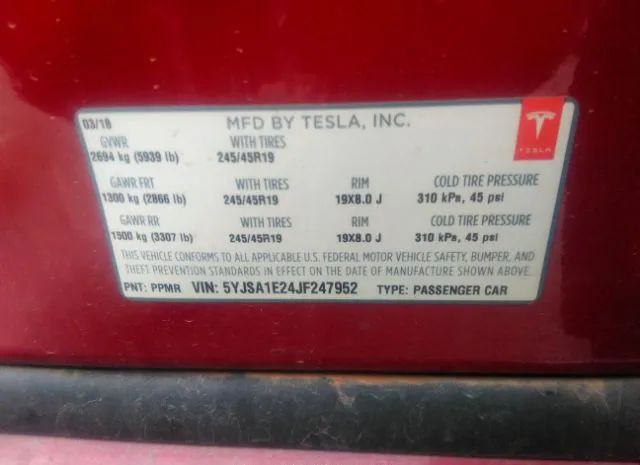 03/18 MFD BY TESLA, INC.
GVWR WITH TIRES
2694 kg (5939 lb) 245/45R19
TESLA
GAWR FRT WITH TIRES RIM COLD TIRE PRESSURE
1300 kg (2866 lb) 245/45R19 19X8.0 J 310 kPa, 45 psi
GAWR RR WITH TIRES RIM COLD TIRE PRESSURE
1500 kg (3307 lb) 245/45R19 19X8.0 J 310 kPa, 45 psi
THIS VEHICLE CONFORMS TO ALL APPLICABLE U.S. FEDERAL MOTOR VEHICLE SAFETY, BUMPER, AND
THEFT PREVENTION STANDARDS IN EFFECT ON THE DATE OF MANUFACTURE SHOWN ABOVE.
PNT: PPMR VIN: 5YJSA1E24JF247952 TYPE: PASSENGER CAR